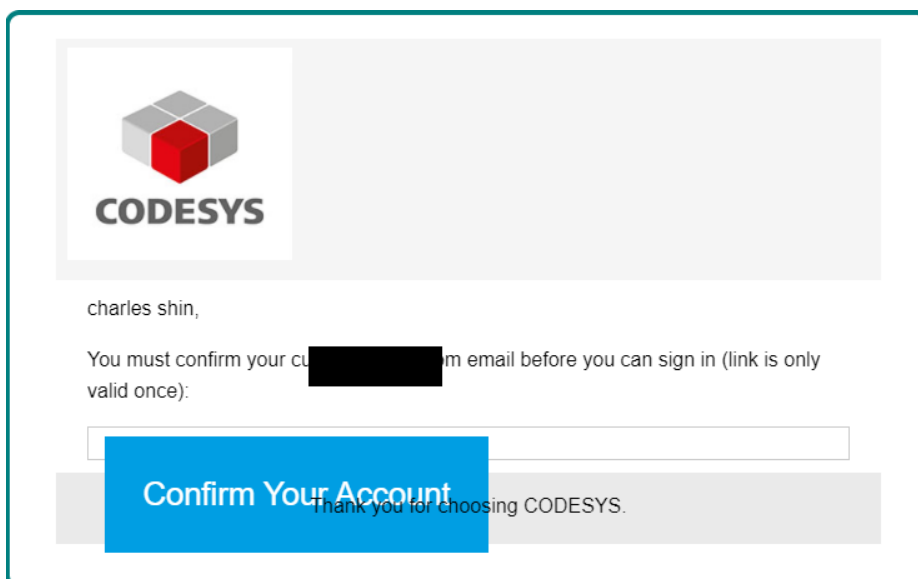 CODESYS
charles shin,
You must confirm your cu m email before you can sign in (link is only
valid once):
Confirm Your Account
Thank you for choosing CODESYS.